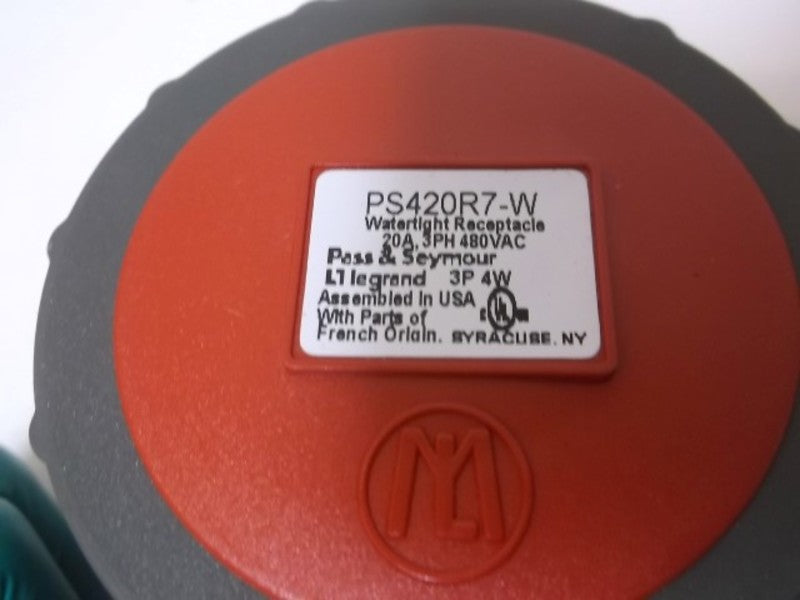 PS420R7-W
Watertight Receptacle
20A, 3PH 480VAC
Pass & Seymour
legrand 3P 4W
Assembled in USA
With Parts of
French Origin. SYRACUSE, NY